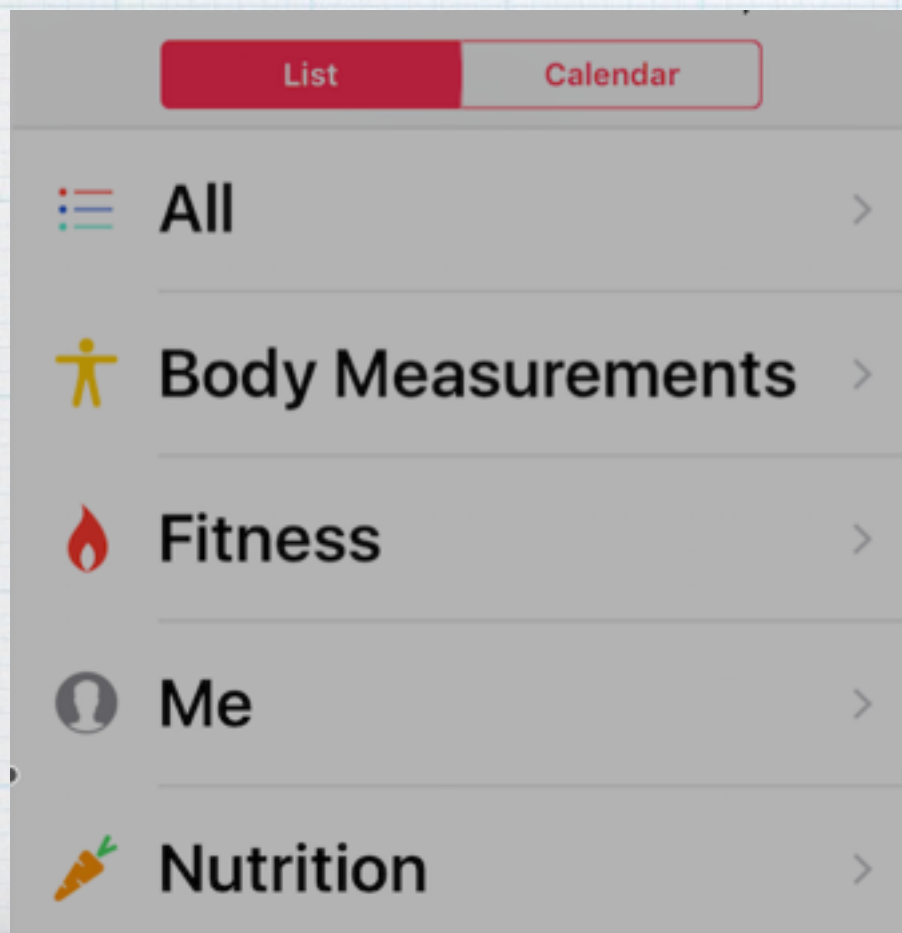 List
Calendar
All
Body Measurements
Fitness
Me
Nutrition